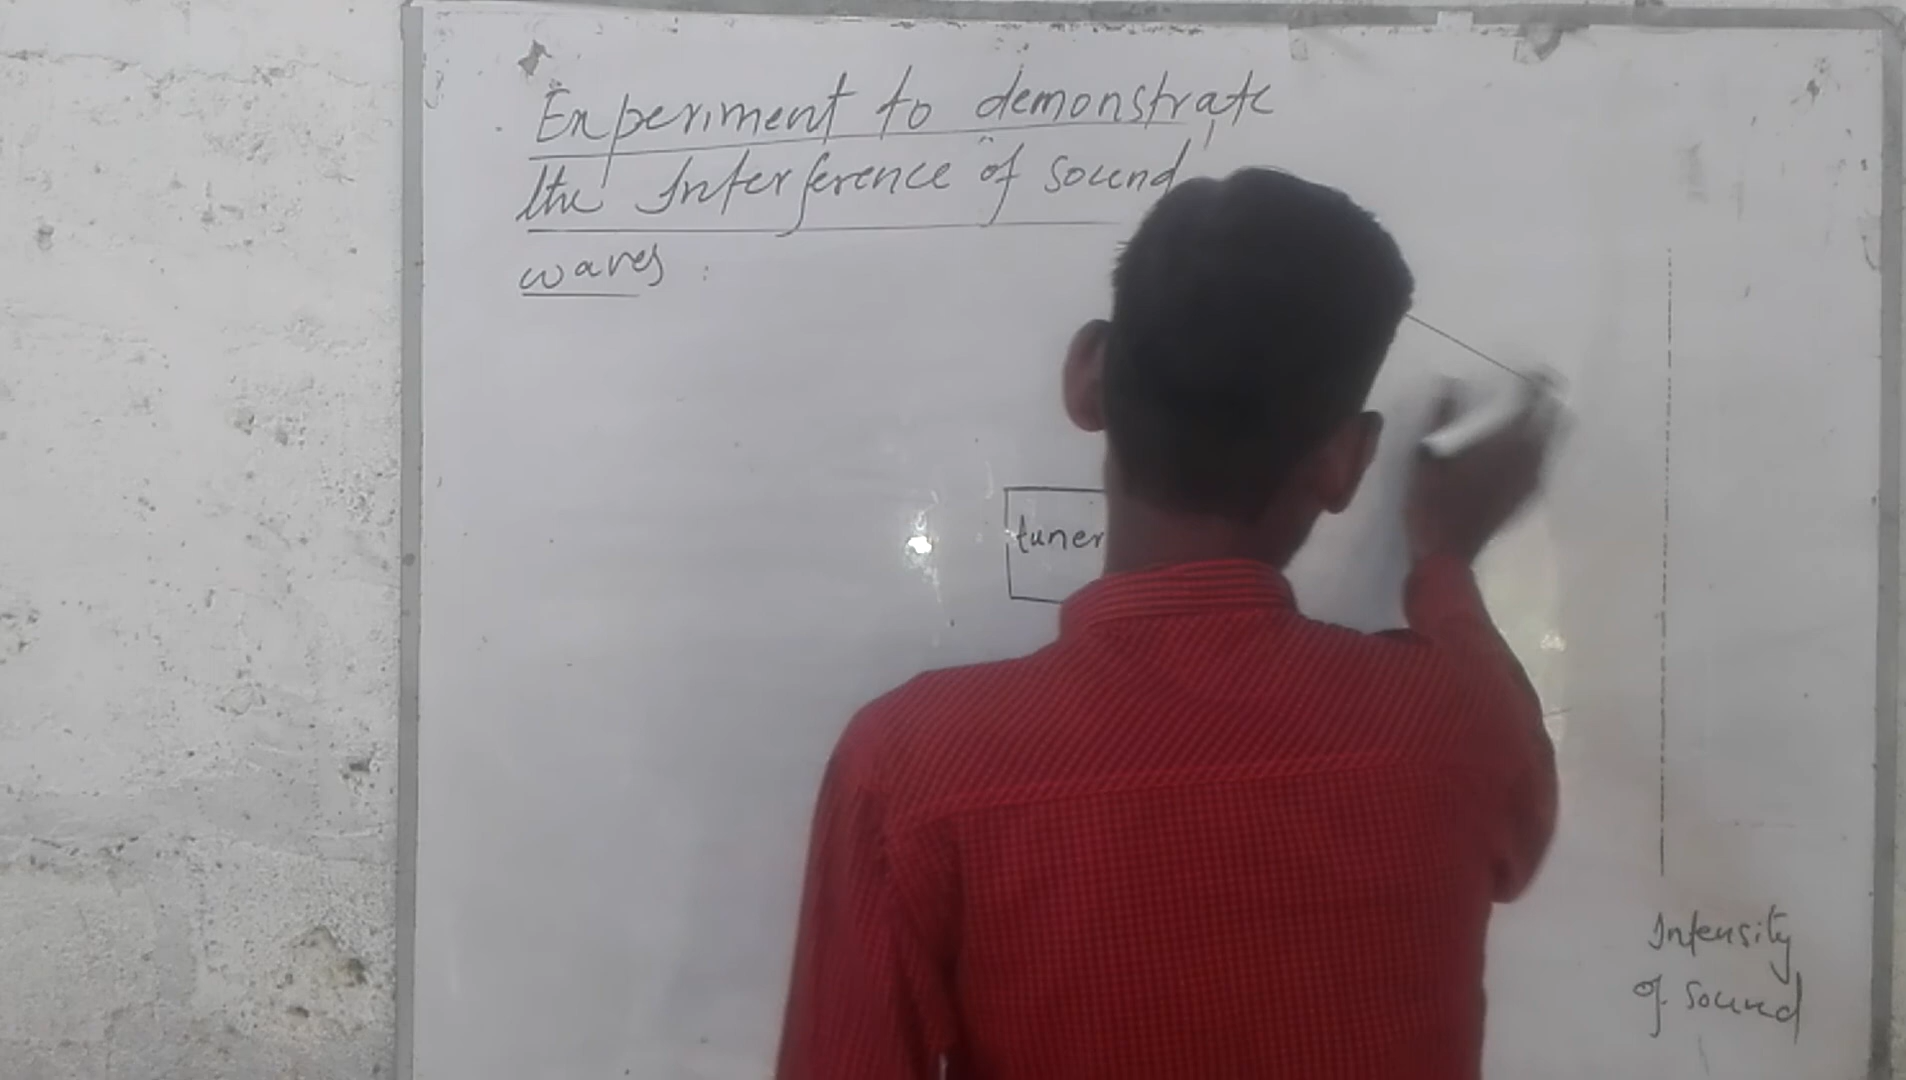 Experiment to demonstrate
the Interference of sound
waves :
tuner
Intensity
of sound